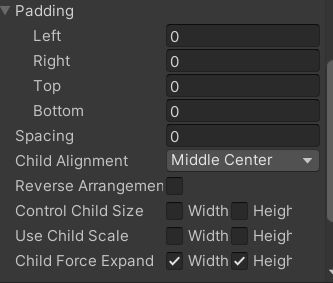 Padding
Left 0
Right 0
Top 0
Bottom 0
Spacing 0
Child Alignment Middle Center
Reverse Arrangemen
Control Child Size Width Heigh
Use Child Scale Width Heigh
Child Force Expand Width Heigh